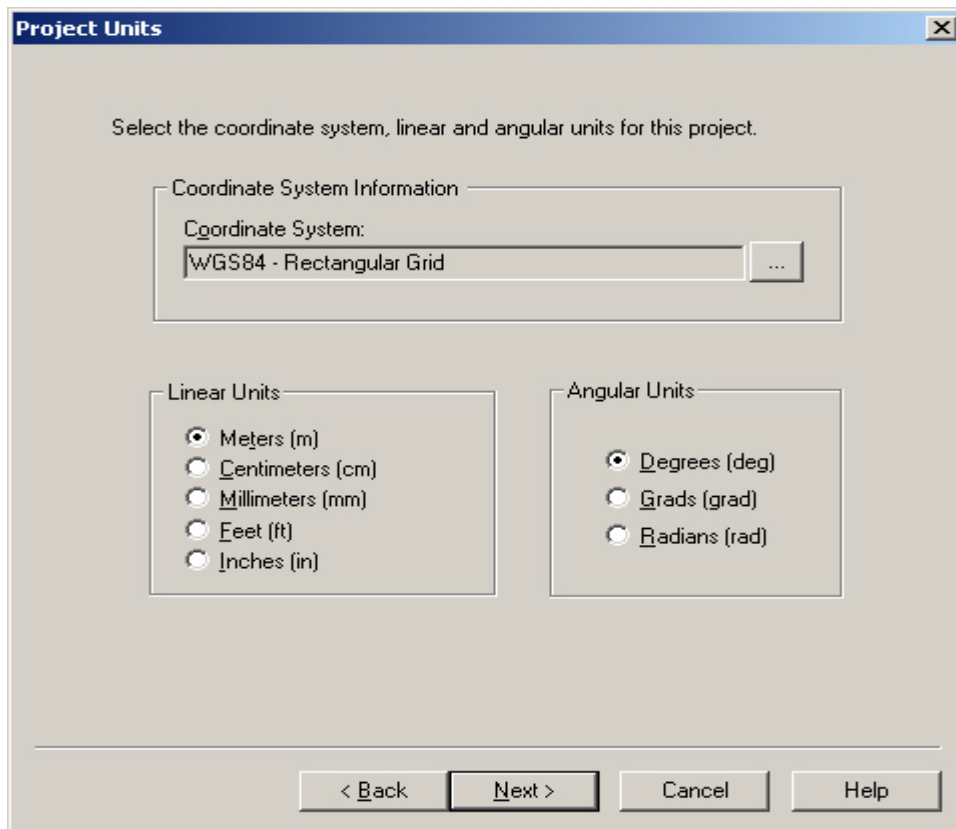 Project Units
Select the coordinate system, linear and angular units for this project.
Coordinate System Information
Coordinate System:
WGS84 - Rectangular Grid
...
Linear Units
Meters (m)
Centimeters (cm)
Millimeters (mm)
Feet (ft)
Inches (in)
Angular Units
Degrees (deg)
Grads (grad)
Radians (rad)
< Back
Next >
Cancel
Help